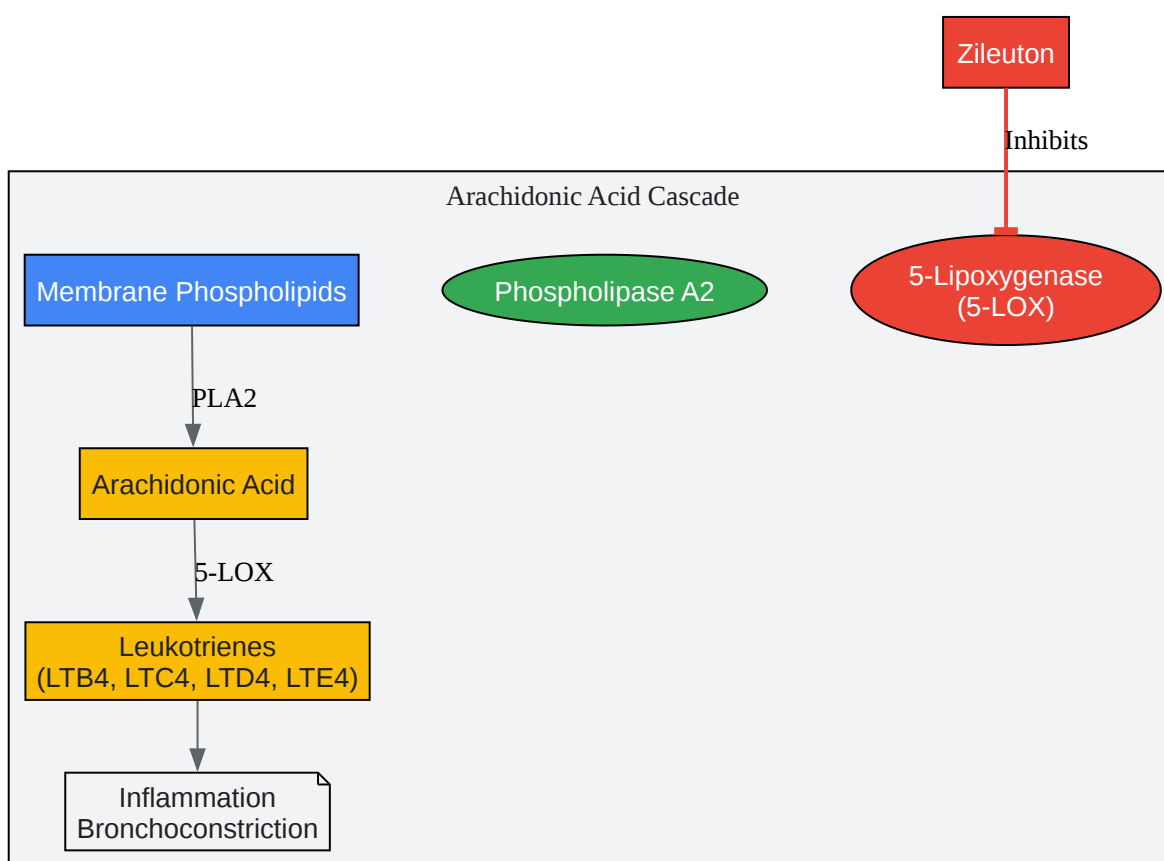 Zileuton
Inhibits
Arachidonic Acid Cascade
Membrane Phospholipids
Phospholipase A2
5-Lipoxygenase
(5-LOX)
PLA2
Arachidonic Acid
5-LOX
Leukotrienes
(LTB4, LTC4, LTD4, LTE4)
Inflammation
Bronchoconstriction